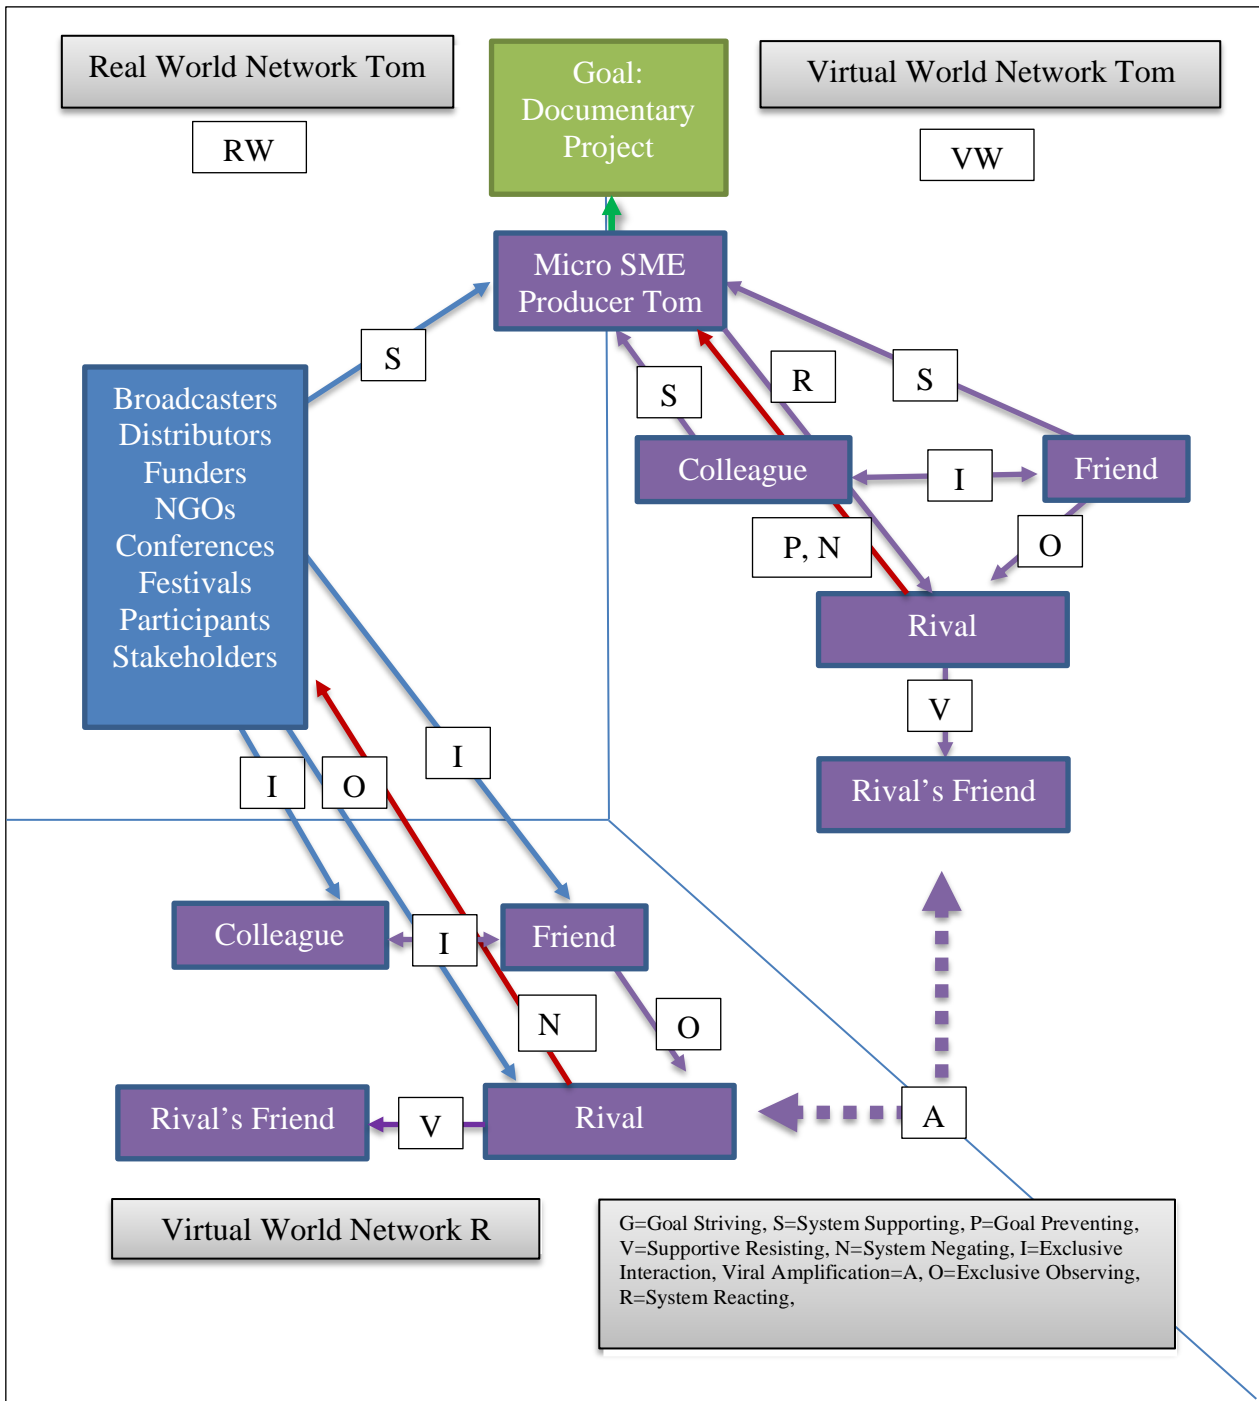 Real World Network Tom
Goal:
Documentary
Project
Virtual World Network Tom
RW
VW
Micro SME
Producer Tom
S
S
R
S
Broadcasters
Distributors
Funders
NGOs
Conferences
Festivals
Participants
Stakeholders
Colleague
I
Friend
P, N
O
Rival
V
Rival’s Friend
I
O
I
Colleague
I
Friend
N
O
Rival’s Friend
V
Rival
A
Virtual World Network R
G=Goal Striving, S=System Supporting, P=Goal Preventing,
V=Supportive Resisting, N=System Negating, I=Exclusive
Interaction, Viral Amplification=A, O=Exclusive Observing,
R=System Reacting,